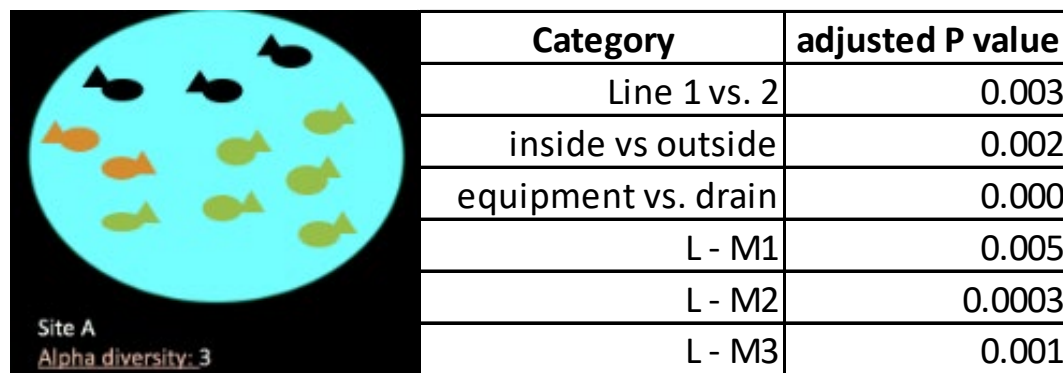 Category adjusted P value
Line 1 vs. 2 0.003
inside vs outside 0.002
equipment vs. drain 0.000
L - M1 0.005
L - M2 0.0003
L - M3 0.001
Site A
Alpha diversity: 3